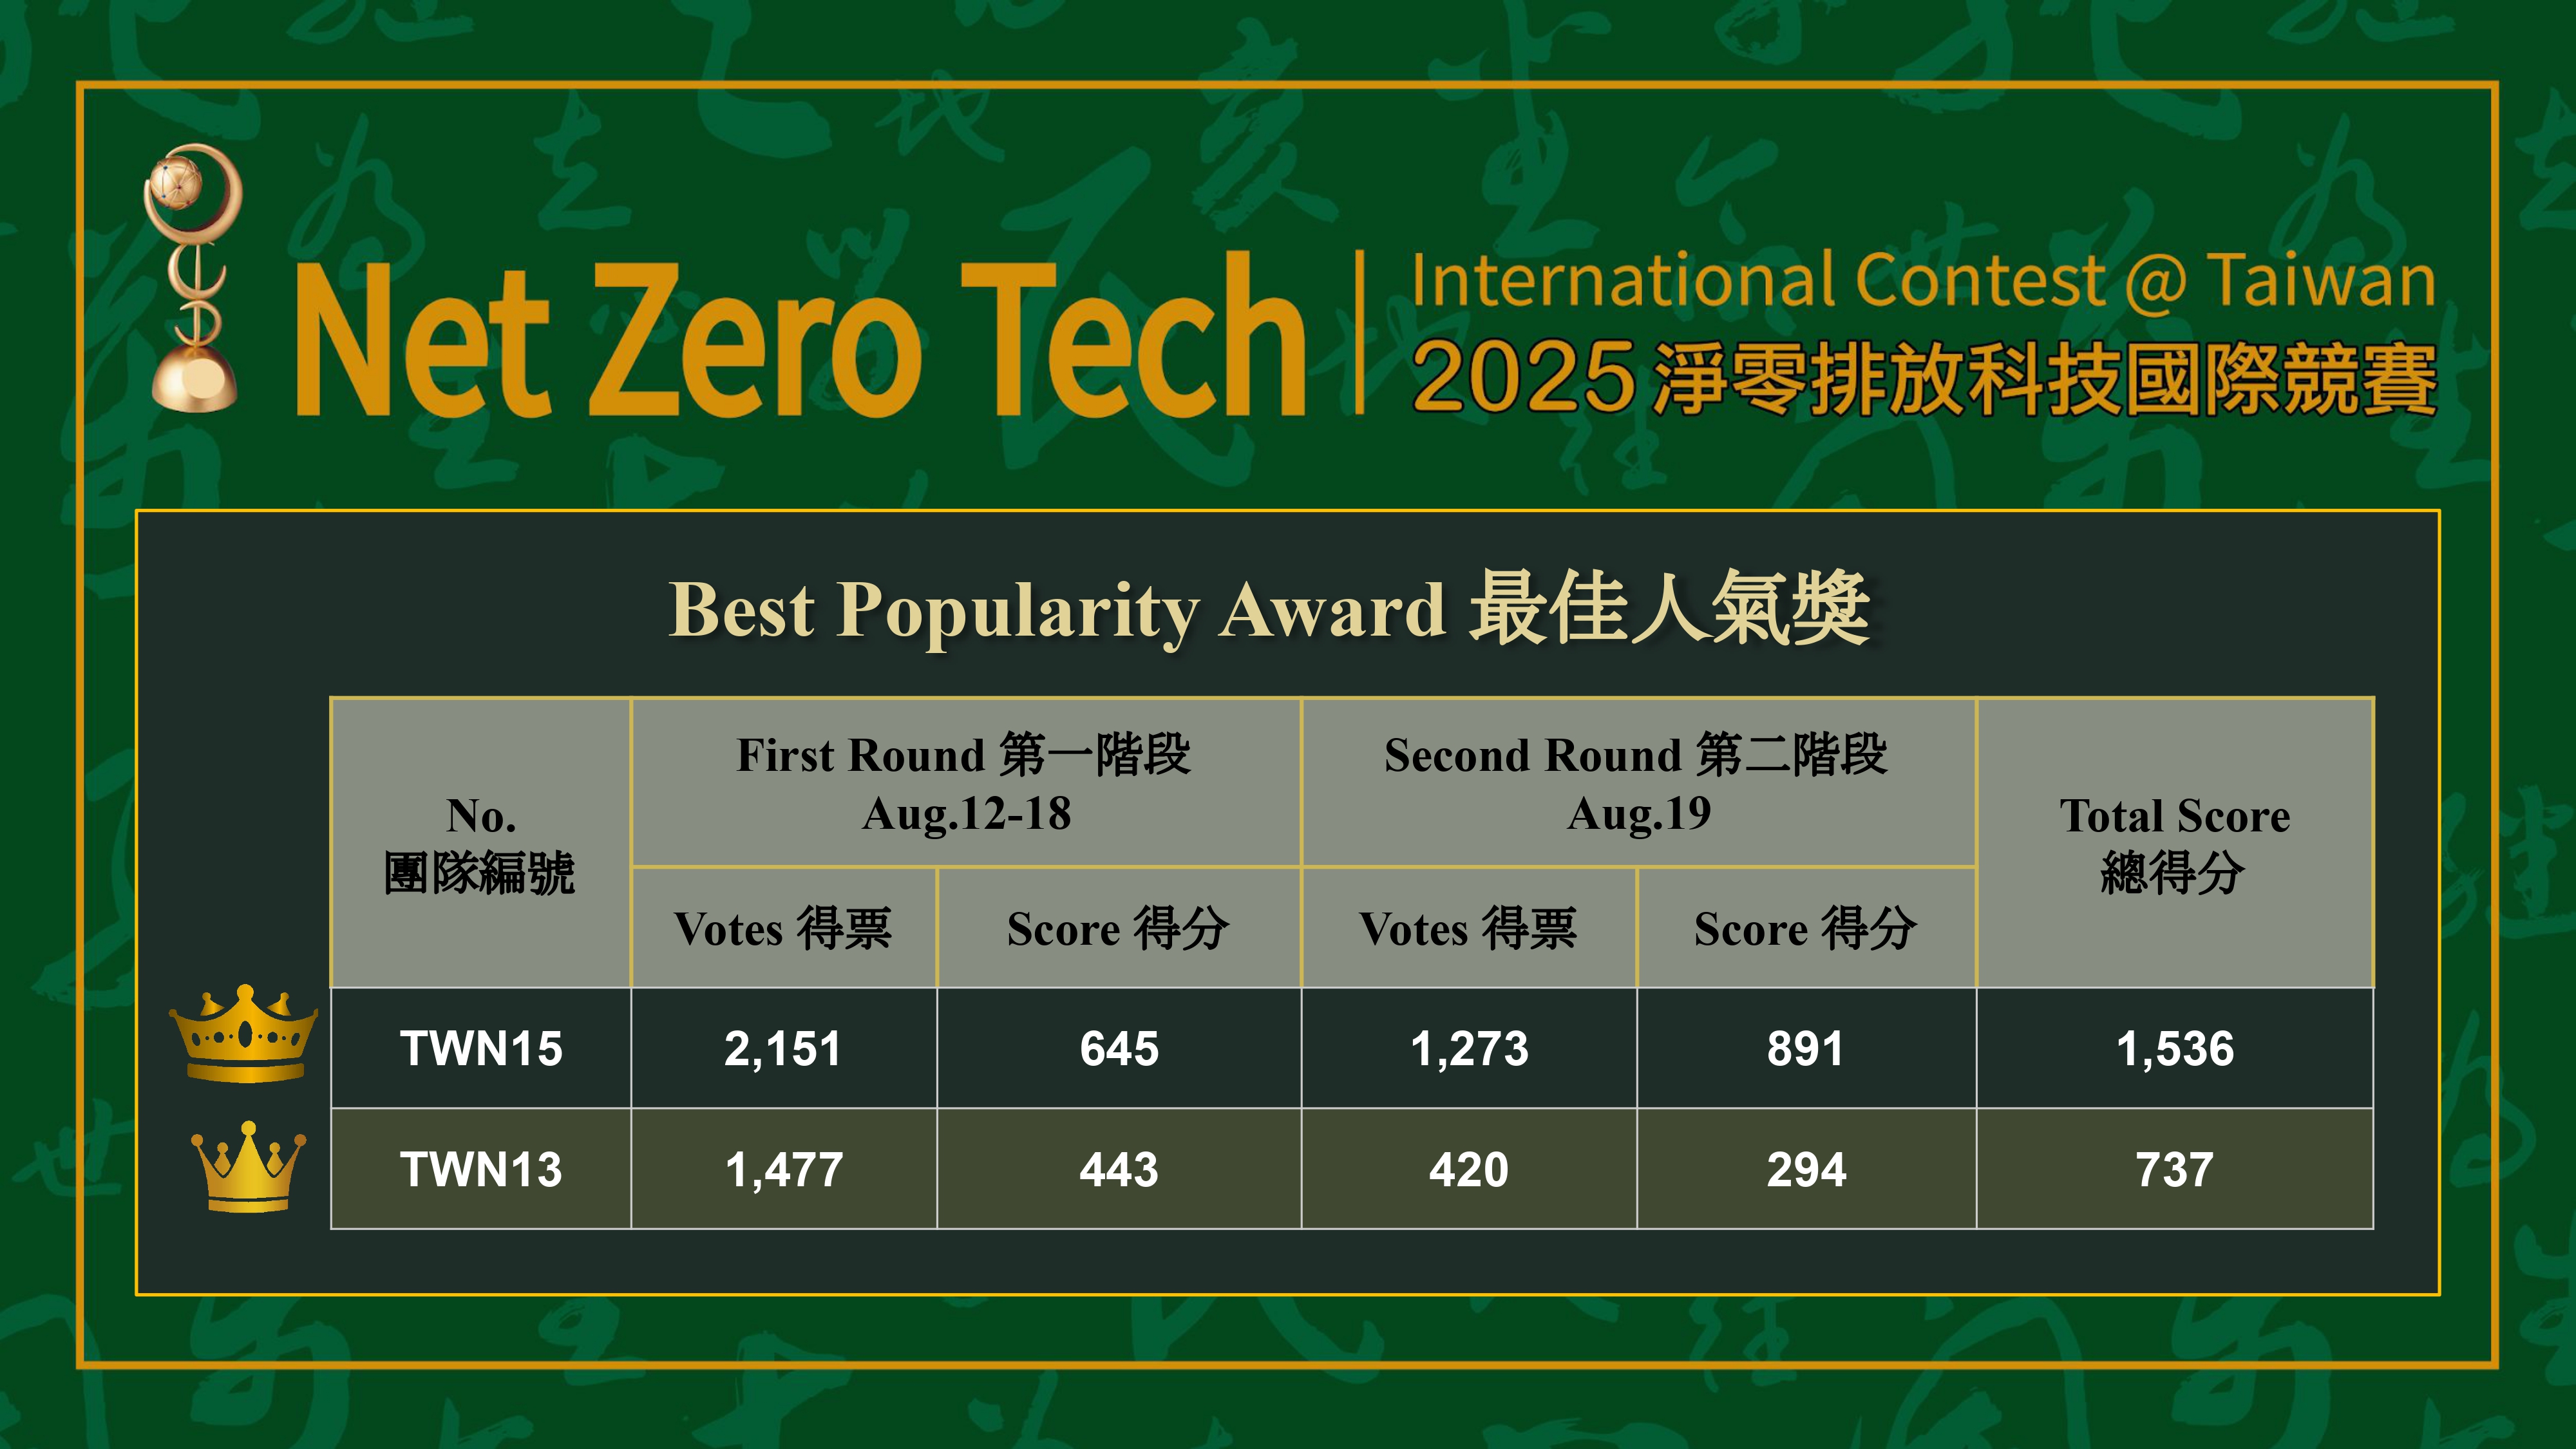 Net Zero Tech
International Contest @ Taiwan
2025 淨零排放科技國際競賽
Best Popularity Award 最佳人氣獎
No.
團隊編號
First Round 第一階段
Aug.12-18
Second Round 第二階段
Aug.19
Total Score
總得分
Votes 得票
Score 得分
Votes 得票
Score 得分
TWN15 2,151 645 1,273 891 1,536
TWN13 1,477 443 420 294 737